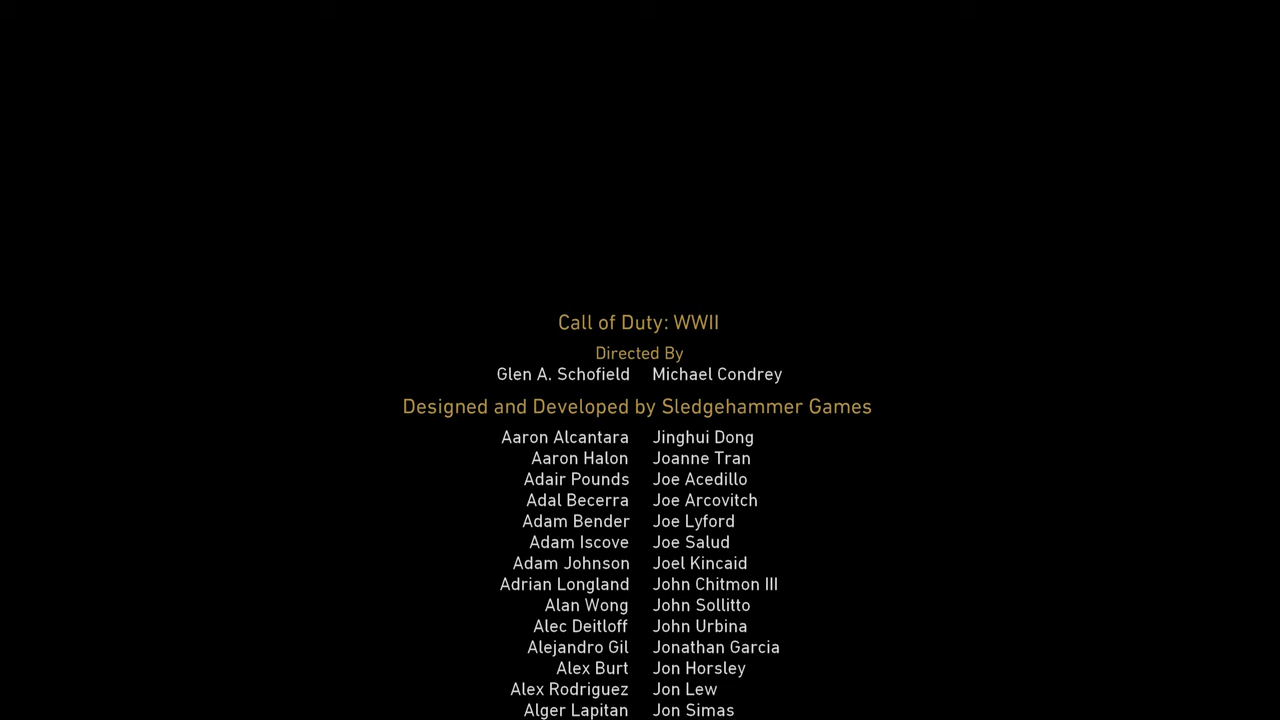 Call of Duty: WWII
Directed By
Glen A. Schofield Michael Condrey
Designed and Developed by Sledgehammer Games
Aaron Alcantara Jinghui Dong
Aaron Halon Joanne Tran
Adair Pounds Joe Acedillo
Adal Becerra Joe Arcovitch
Adam Bender Joe Lyford
Adam Iscove Joe Salud
Adam Johnson Joel Kincaid
Adrian Longland John Chitmon III
Alan Wong John Sollitto
Alec Deitloff John Urbina
Alejandro Gil Jonathan Garcia
Alex Burt Jon Horsley
Alex Rodriguez Jon Lew
Alger Lapitan Jon Simas